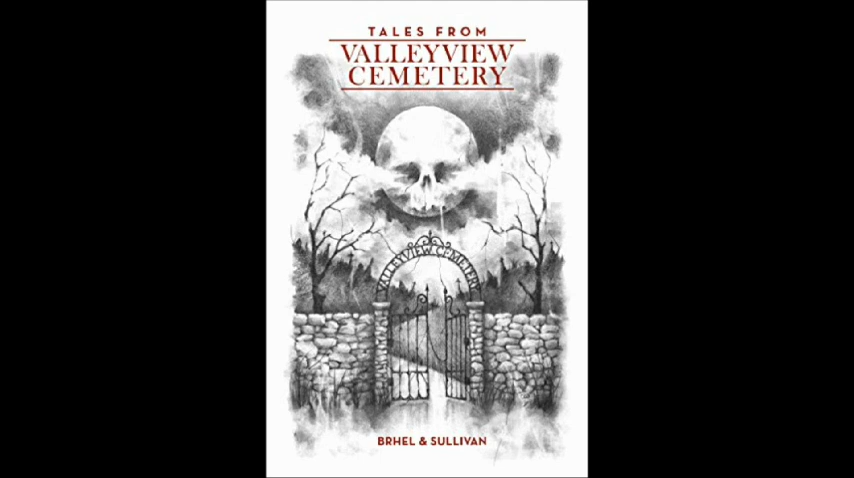 TALES FROM
VALLEYVIEW
CEMETERY
VALLEYVIEW CEMETERY
BRHEL & SULLIVAN